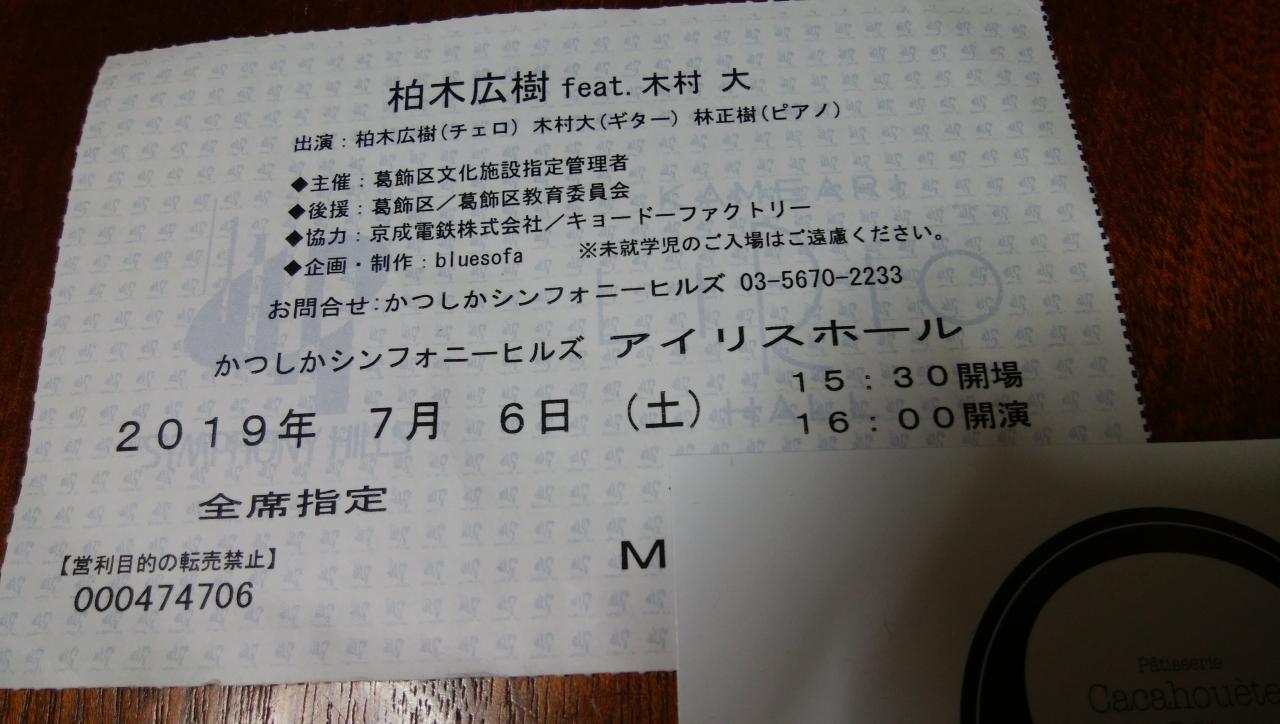 柏木広樹 feat. 木村 大
出演：柏木広樹（チェロ） 木村大（ギター） 林正樹（ピアノ）
◆主催：葛飾区文化施設指定管理者
◆後援：葛飾区／葛飾区教育委員会
◆協力：京成電鉄株式会社／キョードーファクトリー
◆企画・制作：bluesofa ※未就学児のご入場はご遠慮ください。
お問合せ：かつしかシンフォニーヒルズ 03-5670-2233
かつしかシンフォニーヒルズ アイリスホール
２０１９年 ７月 ６日 （土） １５：３０開場
１６：００開演
全席指定
M
【営利目的の転売禁止】
000474706
SYMPHONY HILLS
KAMEARI
LIRIO
HALL
Pâtisserie
Cacahouète